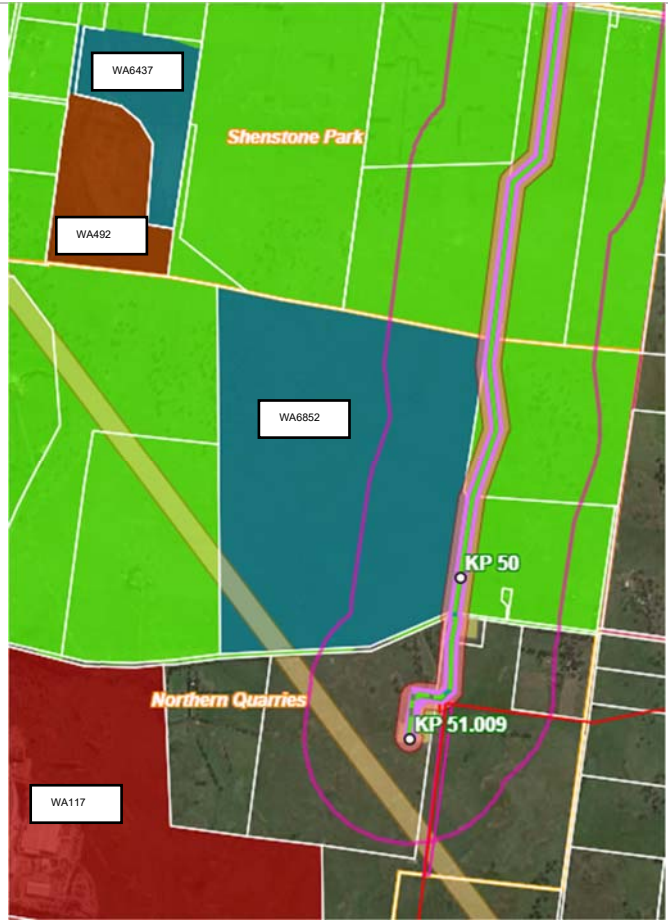 WA6437
Shenstone Park
WA492
WA6852
KP 50
Northern Quarries
KP 51.009
WA117